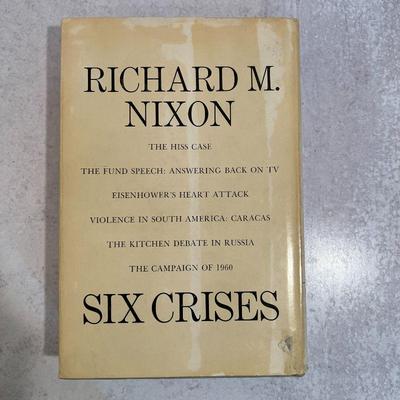 RICHARD M.
NIXON
THE HISS CASE
THE FUND SPEECH: ANSWERING BACK ON TV
EISENHOWER'S HEART ATTACK
VIOLENCE IN SOUTH AMERICA: CARACAS
THE KITCHEN DEBATE IN RUSSIA
THE CAMPAIGN OF 1960
SIX CRISES